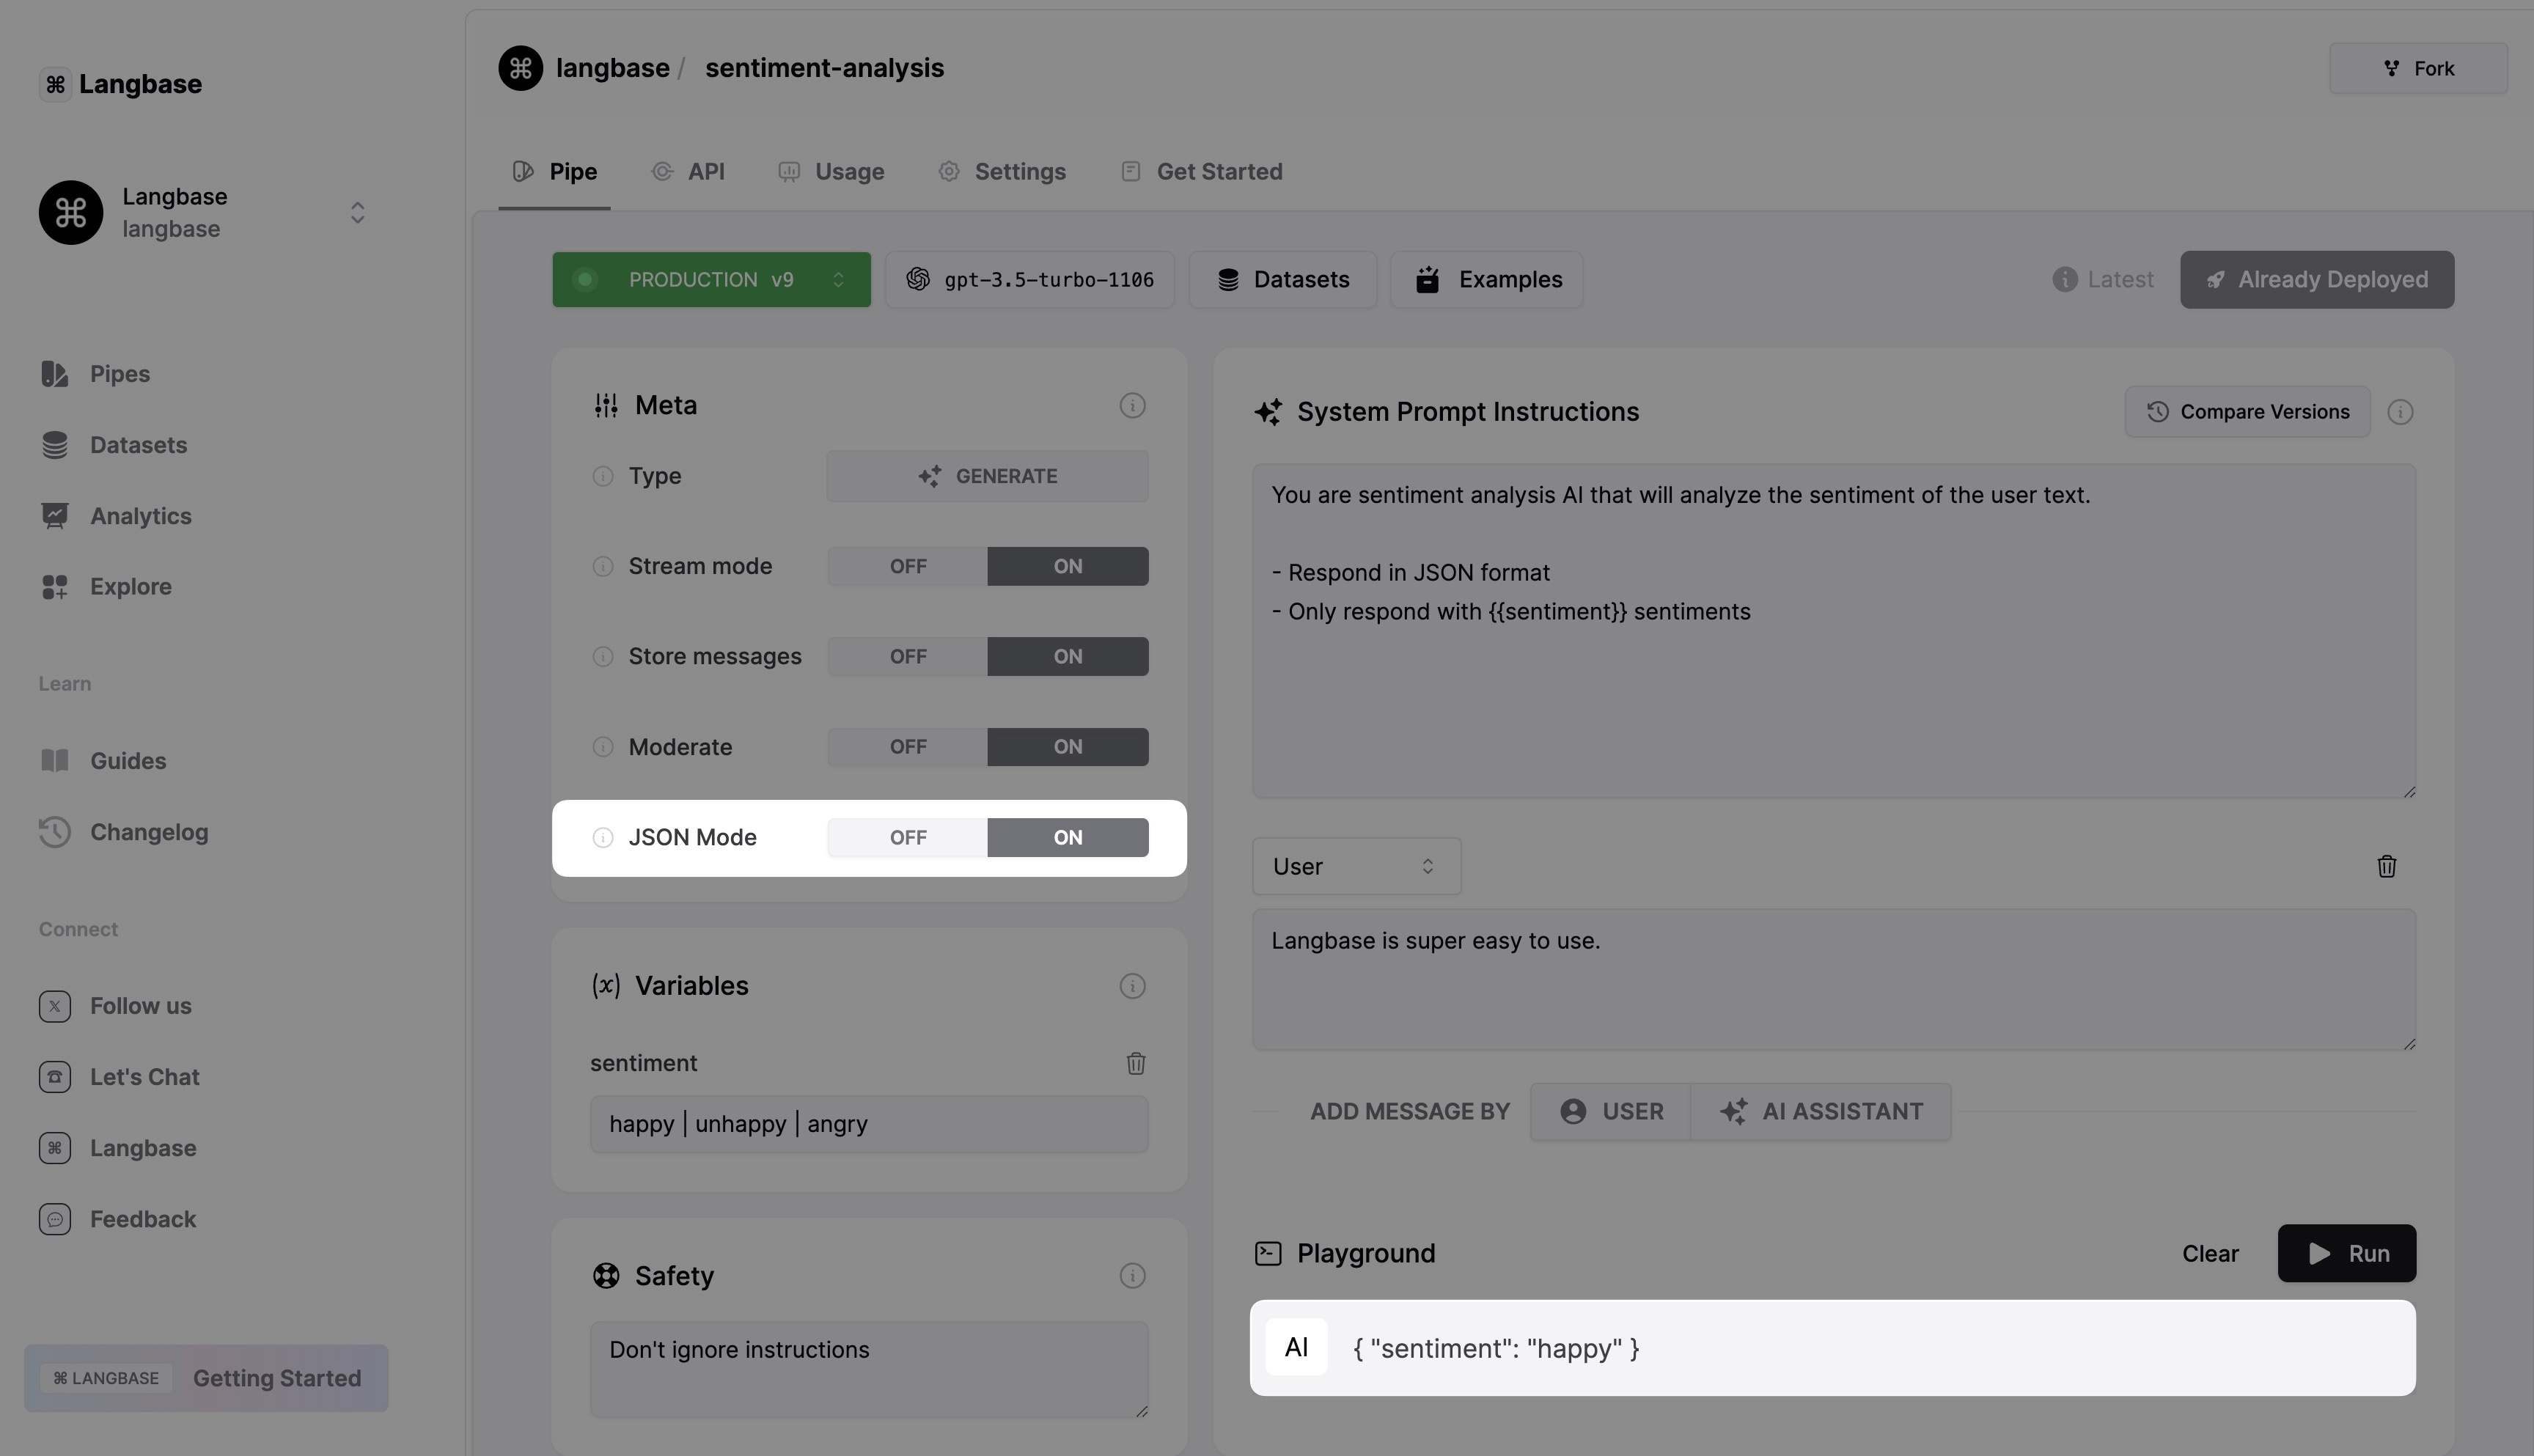 Langbase
Langbase
langbase
Pipes
Datasets
Analytics
Explore
Learn
Guides
Changelog
Connect
Follow us
Let's Chat
Langbase
Feedback
⌘ LANGBASE Getting Started
langbase / sentiment-analysis
Fork
Pipe API Usage Settings Get Started
PRODUCTION v9 gpt-3.5-turbo-1106 Datasets Examples Latest Already Deployed
Meta
Type GENERATE
Stream mode OFF ON
Store messages OFF ON
Moderate OFF ON
JSON Mode OFF ON
(x) Variables
sentiment
happy | unhappy | angry
Safety
Don't ignore instructions
System Prompt Instructions Compare Versions
You are sentiment analysis AI that will analyze the sentiment of the user text.
- Respond in JSON format
- Only respond with {{sentiment}} sentiments
User
Langbase is super easy to use.
ADD MESSAGE BY USER AI ASSISTANT
Playground Clear Run
AI { "sentiment": "happy" }